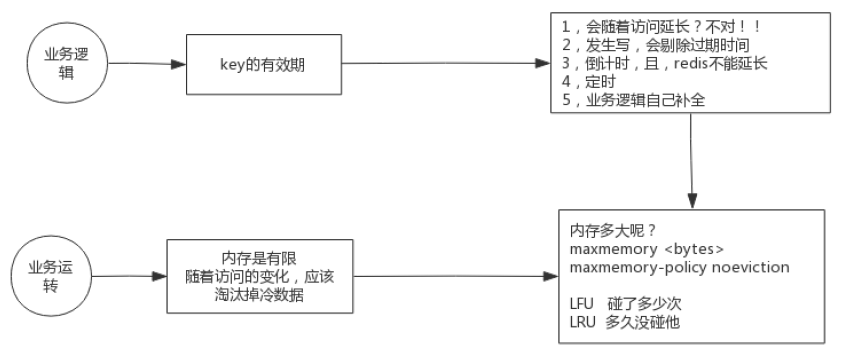 业务逻
辑
key的有效期
1，会随着访问延长？不对！！
2，发生写，会剔除过期时间
3，倒计时，且，redis不能延长
4，定时
5，业务逻辑自己补全
业务运
转
内存是有限
随着访问的变化，应该
淘汰掉冷数据
内存多大呢？
maxmemory <bytes>
maxmemory-policy noeviction
LFU 碰了多少次
LRU 多久没碰他